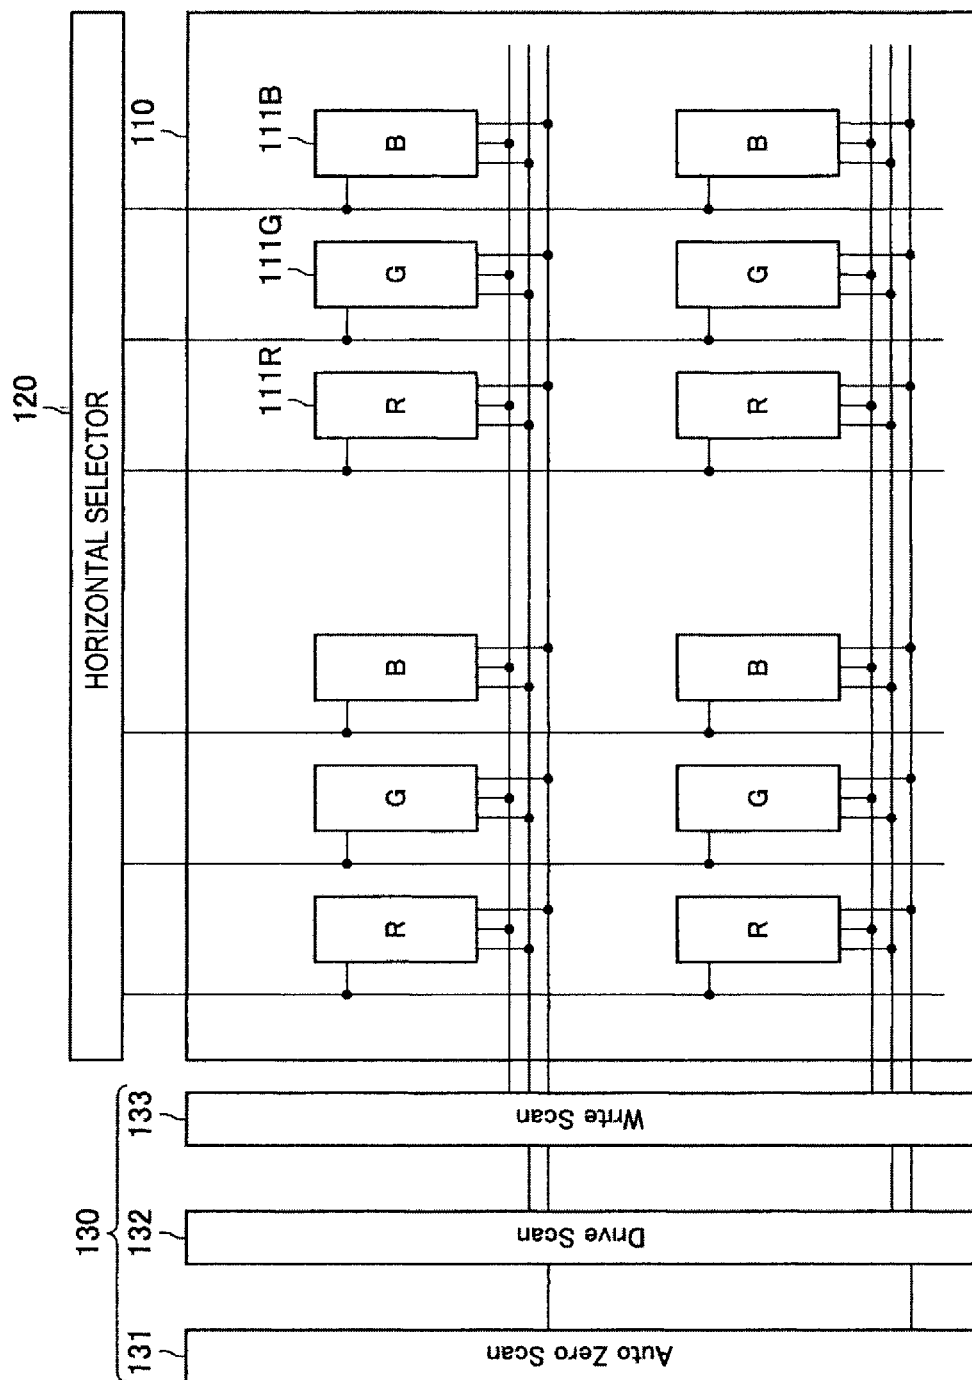 120
HORIZONTAL SELECTOR
130
131 132 133 110
111R 111G 111B
R G B R G B
Auto Zero Scan
Drive Scan
Write Scan
R G B R G B